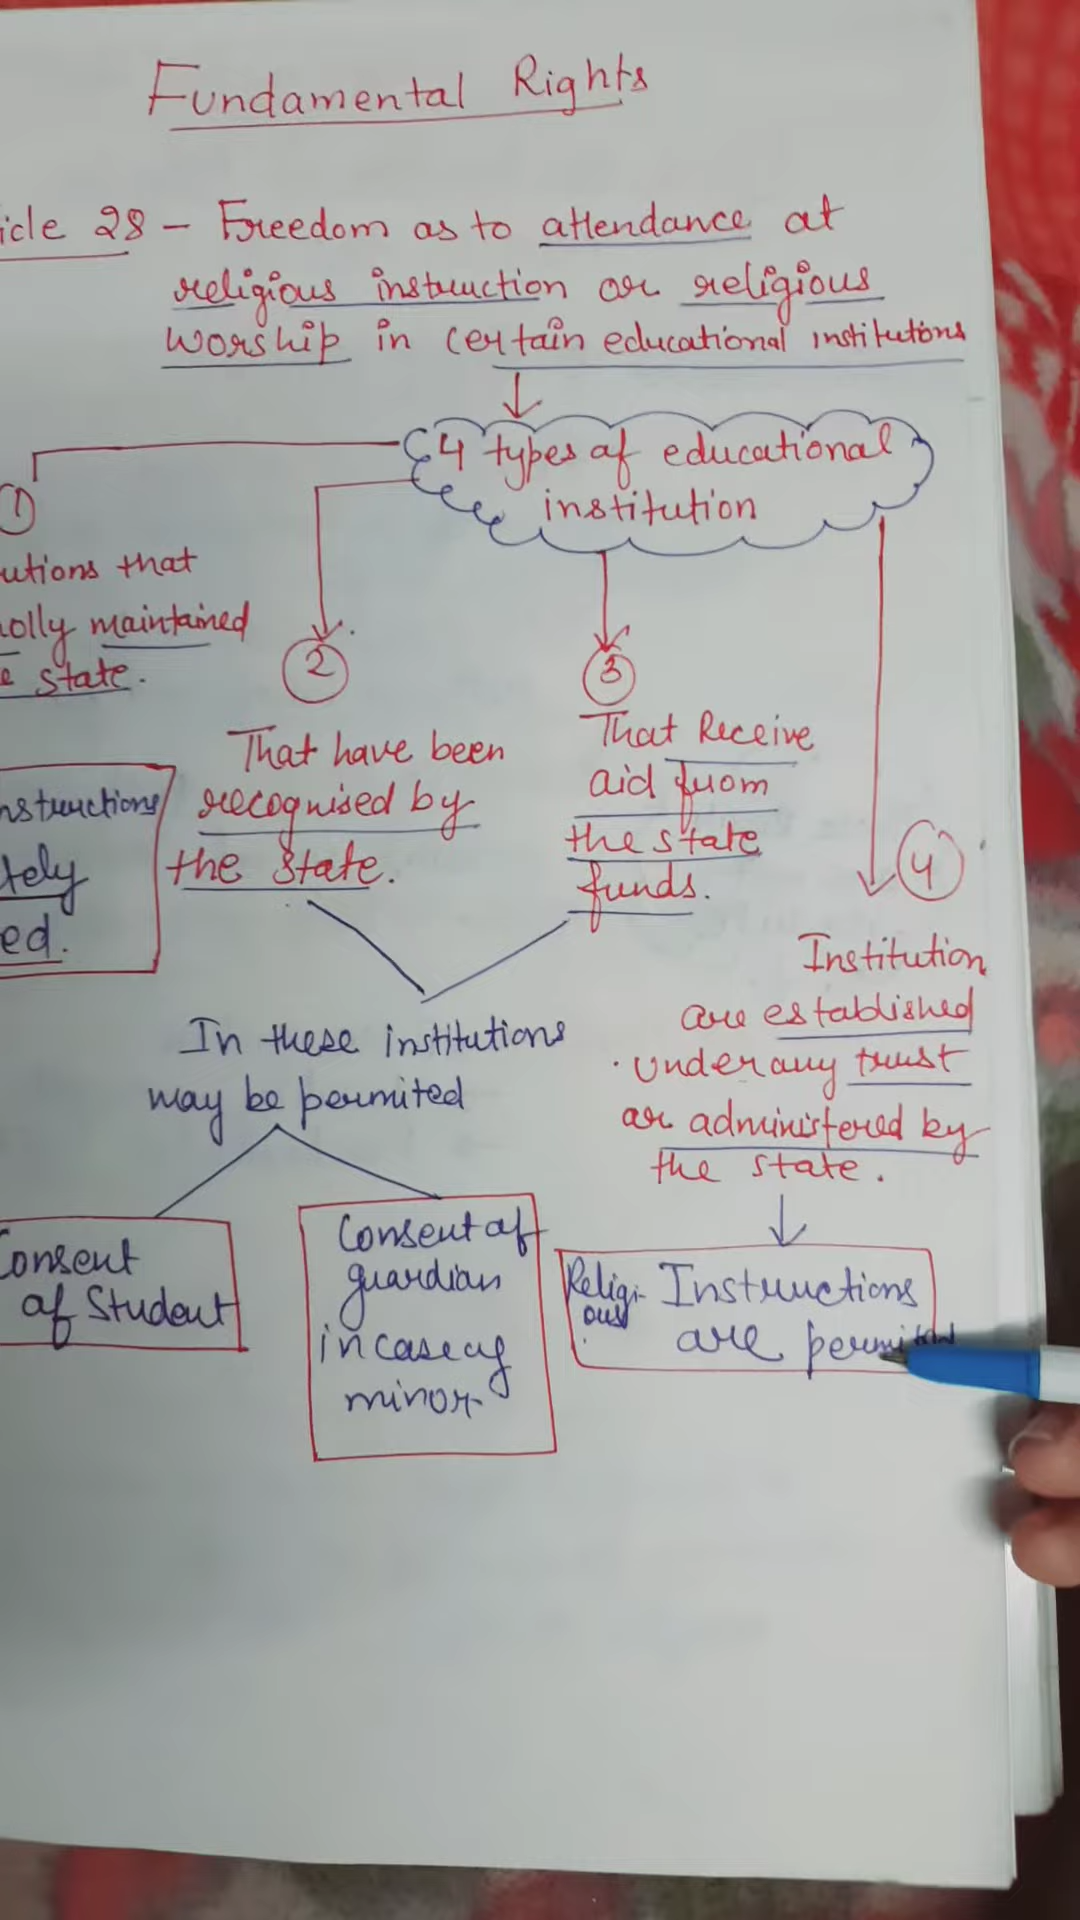 Fundamental Rights
icle 28 - Freedom as to attendance at
religious instruction or religious
worship in certain educational institutions
4 types of educational
institution
1
utions that
olly maintained
e state.
nstructions
tely
ed.
2
That have been
recognised by
the state.
3
That Receive
aid from
the state
funds.
4
Institution
are established
under any trust
or administered by
the state.
In these institutions
may be permited
Consent
of Student
Consent of
guardian
in case of
minor
Religi-
ous
Instructions
are